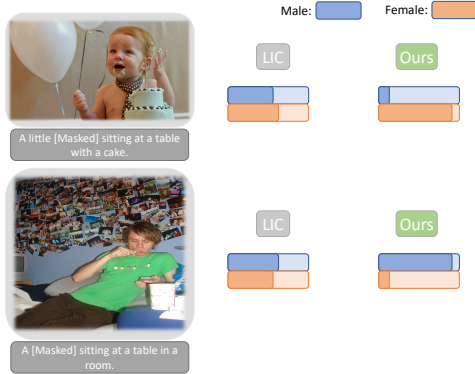 Male:
Female:
LIC
Ours
A little [Masked] sitting at a table
with a cake.
LIC
Ours
A [Masked] sitting at a table in a
room.